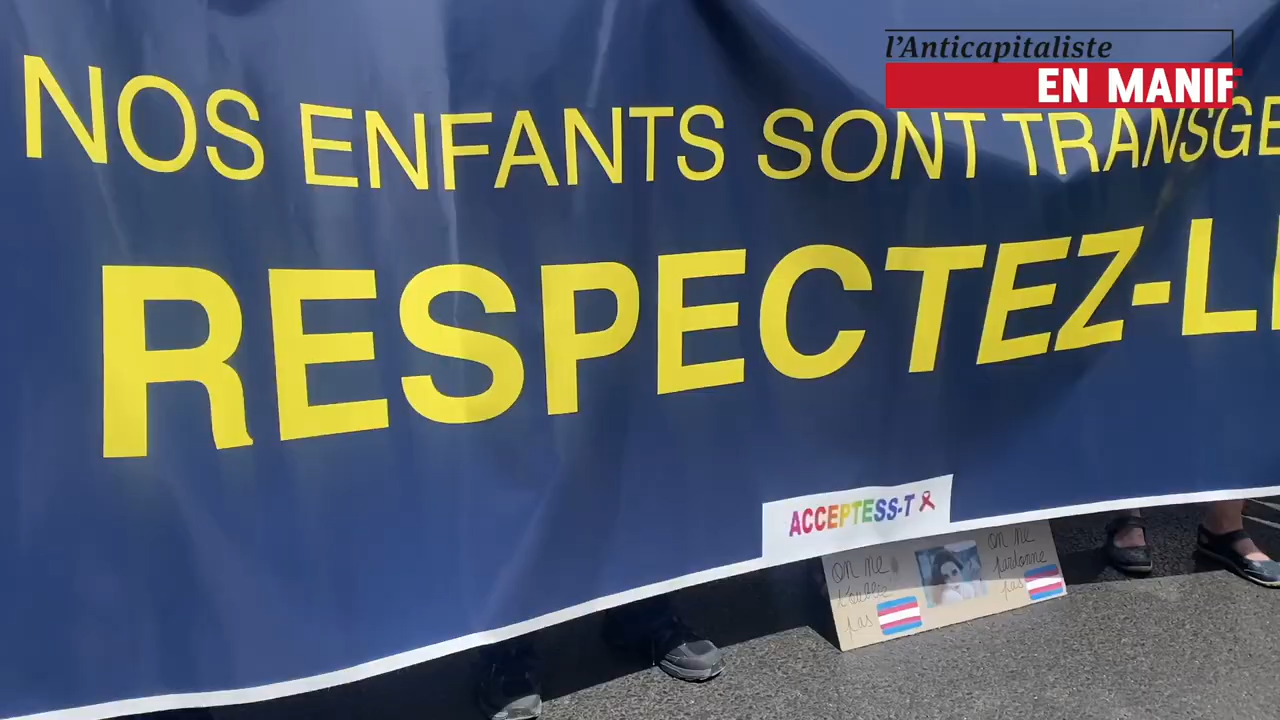 l'Anticapitaliste
EN MANIF
NOS ENFANTS SONT TRANSGE
RESPECTEZ-L
ACCEPTESS-T
on ne
pas
on ne
pardonne
pas